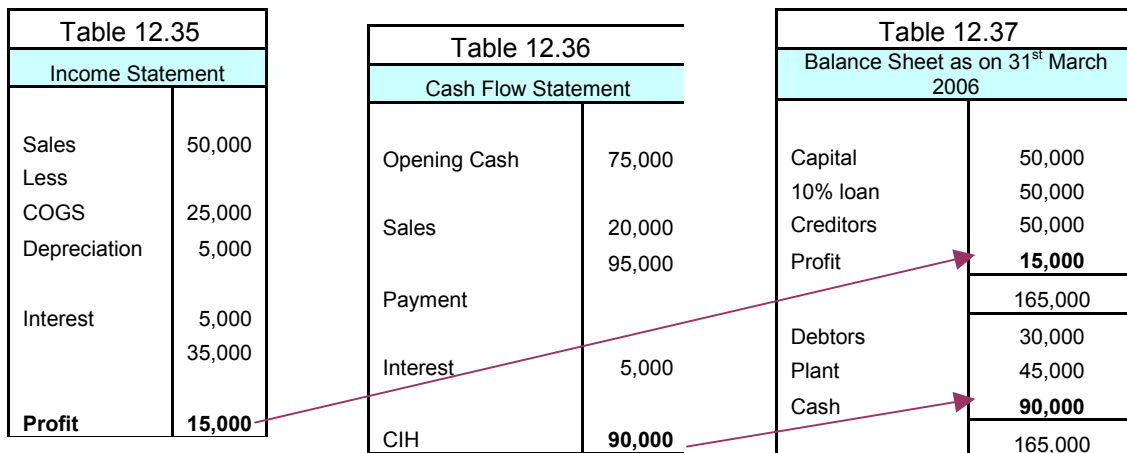 Table 12.35
Income Statement
Sales 50,000
Less
COGS 25,000
Depreciation 5,000
Interest 5,000
35,000
Profit 15,000
Table 12.36
Cash Flow Statement
Opening Cash 75,000
Sales 20,000
95,000
Payment
Interest 5,000
CIH 90,000
Table 12.37
Balance Sheet as on 31st March
2006
Capital 50,000
10% loan 50,000
Creditors 50,000
Profit 15,000
165,000
Debtors 30,000
Plant 45,000
Cash 90,000
165,000